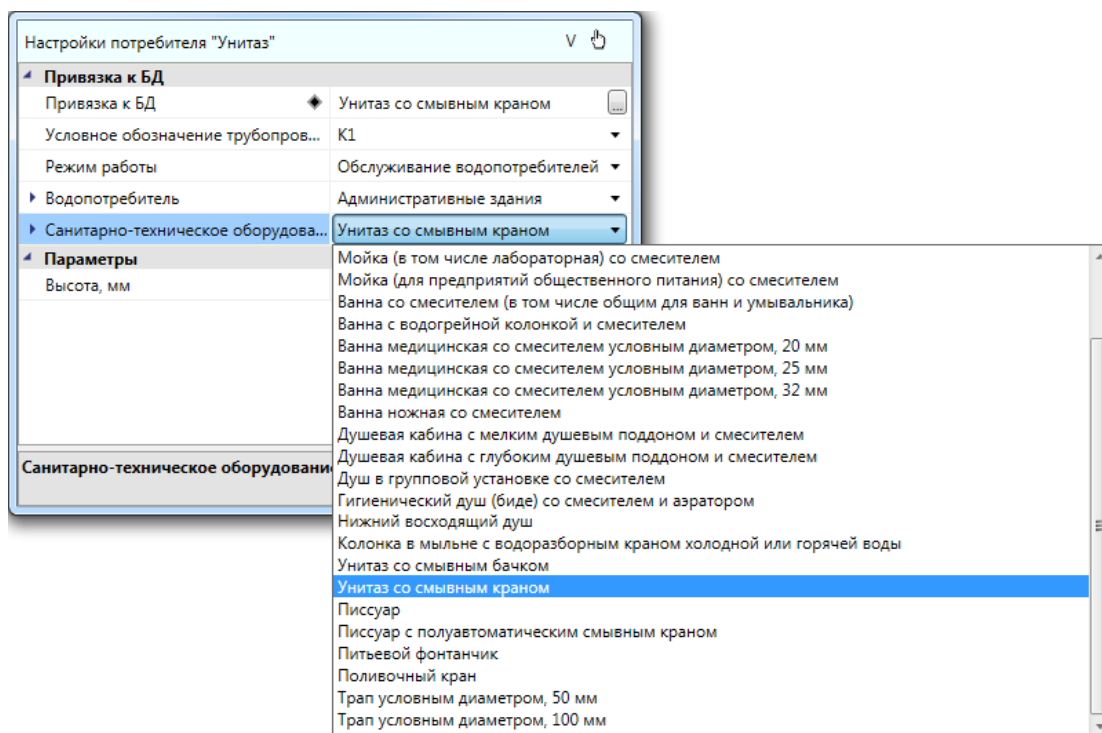 Настройки потребителя "Унитаз" V
Привязка к БД
Привязка к БД Унитаз со смывным краном ...
Условное обозначение трубопров... К1
Режим работы Обслуживание водопотребителей
Водопотребитель Административные здания
Санитарно-техническое оборудова... Унитаз со смывным краном
Параметры
Высота, мм
Санитарно-техническое оборудование
Мойка (в том числе лабораторная) со смесителем
Мойка (для предприятий общественного питания) со смесителем
Ванна со смесителем (в том числе общим для ванн и умывальника)
Ванна с водогрейной колонкой и смесителем
Ванна медицинская со смесителем условным диаметром, 20 мм
Ванна медицинская со смесителем условным диаметром, 25 мм
Ванна медицинская со смесителем условным диаметром, 32 мм
Ванна ножная со смесителем
Душевая кабина с мелким душевым поддоном и смесителем
Душевая кабина с глубоким душевым поддоном и смесителем
Душ в групповой установке со смесителем
Гигиенический душ (биде) со смесителем и аэратором
Нижний восходящий душ
Колонка в мыльне с водоразборным краном холодной или горячей воды
Унитаз со смывным бачком
Унитаз со смывным краном
Писсуар
Писсуар с полуавтоматическим смывным краном
Питьевой фонтанчик
Поливочный кран
Трап условным диаметром, 50 мм
Трап условным диаметром, 100 мм